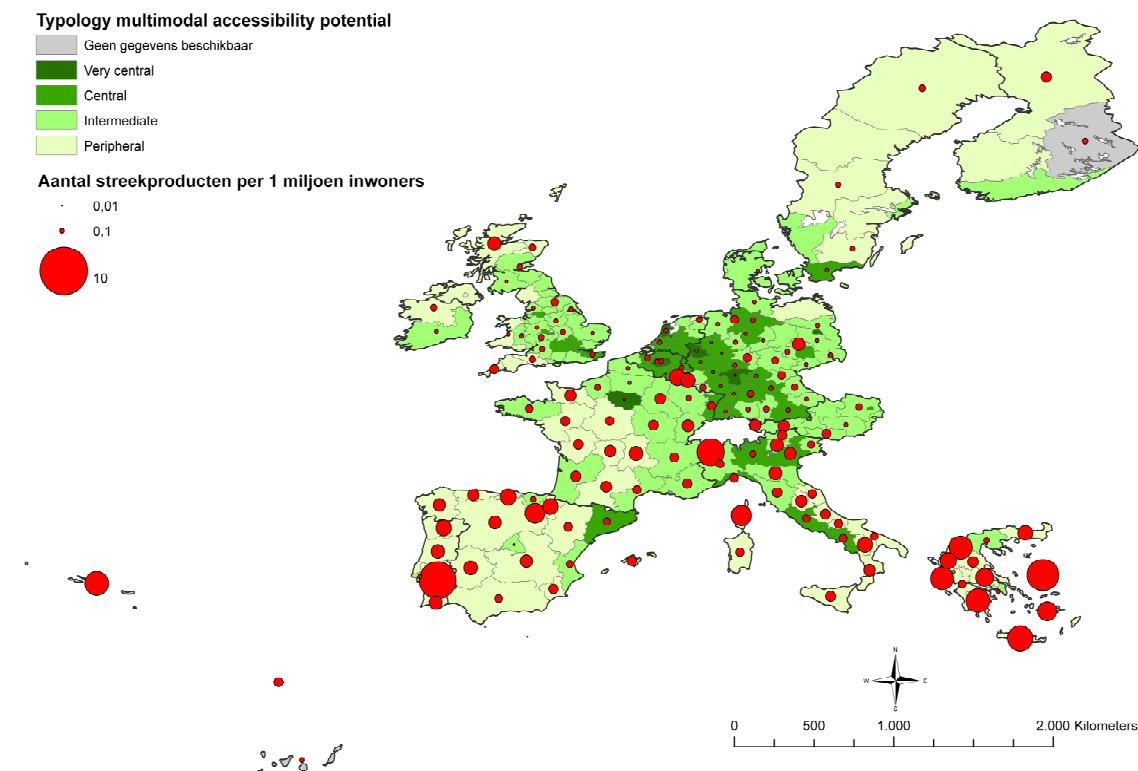 Typology multimodal accessibility potential
Geen gegevens beschikbaar
Very central
Central
Intermediate
Peripheral
Aantal streekproducten per 1 miljoen inwoners
0,01
0,1
10
N
W E
S
0 500 1.000 2.000 Kilometers